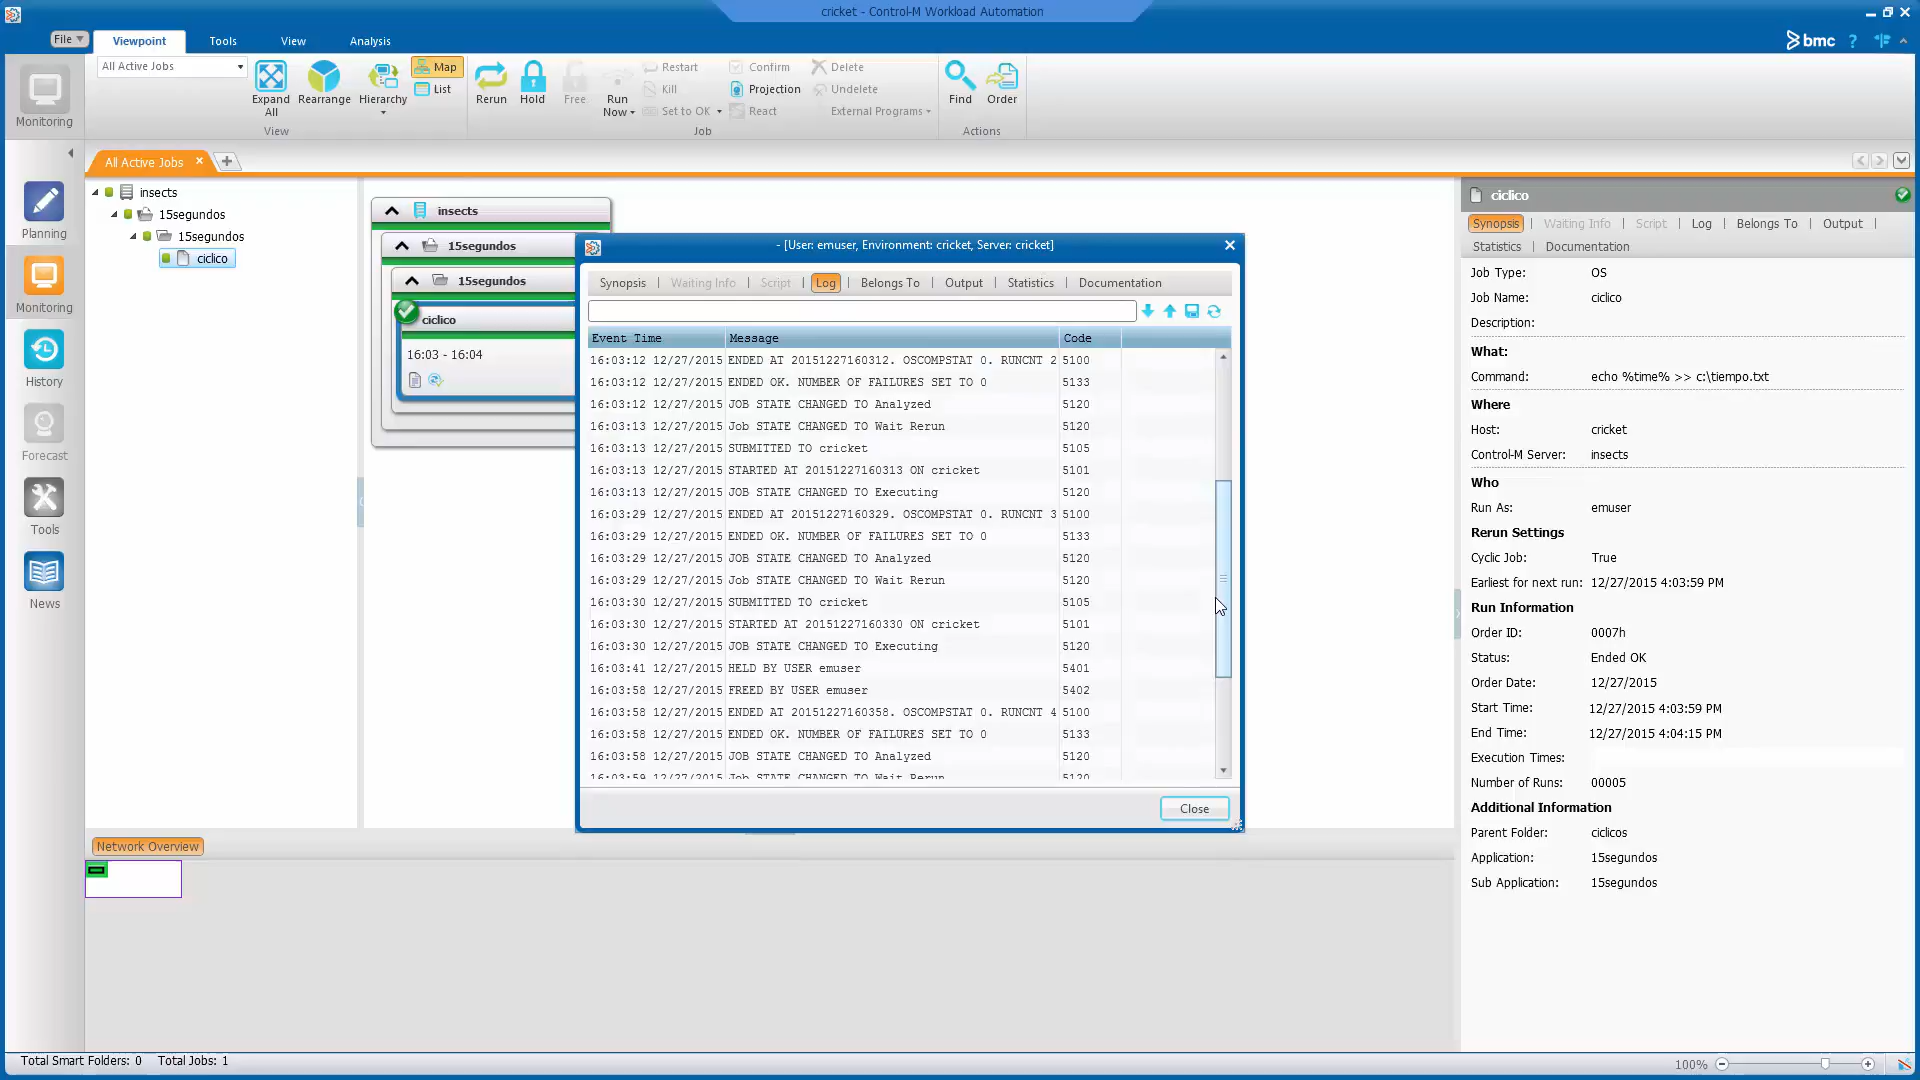 cricket - Control-M Workload Automation
File
Viewpoint
Tools
View
Analysis
bmc
?
All Active Jobs
Expand All
Rearrange
Hierarchy
Map
List
View
Rerun
Hold
Free
Run Now
Restart
Kill
Set to OK
Confirm
Projection
React
Delete
Undelete
External Programs
Job
Find
Order
Actions
Monitoring
Planning
Monitoring
History
Forecast
Tools
News
All Active Jobs
insects
15segundos
15segundos
ciclico
insects
15segundos
15segundos
ciclico
16:03 - 16:04
- [User: emuser, Environment: cricket, Server: cricket]
Synopsis | Waiting Info | Script | Log | Belongs To | Output | Statistics | Documentation
Event Time Message Code
16:03:12 12/27/2015 ENDED AT 20151227160312. OSCOMPSTAT 0. RUNCNT 2 5100
16:03:12 12/27/2015 ENDED OK. NUMBER OF FAILURES SET TO 0 5133
16:03:12 12/27/2015 JOB STATE CHANGED TO Analyzed 5120
16:03:13 12/27/2015 Job STATE CHANGED TO Wait Rerun 5120
16:03:13 12/27/2015 SUBMITTED TO cricket 5105
16:03:13 12/27/2015 STARTED AT 20151227160313 ON cricket 5101
16:03:13 12/27/2015 JOB STATE CHANGED TO Executing 5120
16:03:29 12/27/2015 ENDED AT 20151227160329. OSCOMPSTAT 0. RUNCNT 3 5100
16:03:29 12/27/2015 ENDED OK. NUMBER OF FAILURES SET TO 0 5133
16:03:29 12/27/2015 JOB STATE CHANGED TO Analyzed 5120
16:03:29 12/27/2015 Job STATE CHANGED TO Wait Rerun 5120
16:03:30 12/27/2015 SUBMITTED TO cricket 5105
16:03:30 12/27/2015 STARTED AT 20151227160330 ON cricket 5101
16:03:30 12/27/2015 JOB STATE CHANGED TO Executing 5120
16:03:41 12/27/2015 HELD BY USER emuser 5401
16:03:58 12/27/2015 FREED BY USER emuser 5402
16:03:58 12/27/2015 ENDED AT 20151227160358. OSCOMPSTAT 0. RUNCNT 4 5100
16:03:58 12/27/2015 ENDED OK. NUMBER OF FAILURES SET TO 0 5133
16:03:58 12/27/2015 JOB STATE CHANGED TO Analyzed 5120
16:03:59 12/27/2015 Job STATE CHANGED TO Wait Rerun 5120
Close
ciclico
Synopsis | Waiting Info | Script | Log | Belongs To | Output |
Statistics | Documentation
Job Type: OS
Job Name: ciclico
Description:
What:
Command: echo %time% >> c:\tiempo.txt
Where
Host: cricket
Control-M Server: insects
Who
Run As: emuser
Rerun Settings
Cyclic Job: True
Earliest for next run: 12/27/2015 4:03:59 PM
Run Information
Order ID: 0007h
Status: Ended OK
Order Date: 12/27/2015
Start Time: 12/27/2015 4:03:59 PM
End Time: 12/27/2015 4:04:15 PM
Execution Times:
Number of Runs: 00005
Additional Information
Parent Folder: ciclicos
Application: 15segundos
Sub Application: 15segundos
Network Overview
Total Smart Folders: 0 Total Jobs: 1
100%